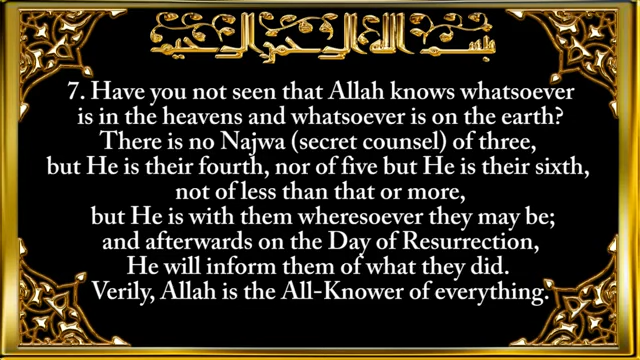 بسم الله الرحمن الرحيم
7. Have you not seen that Allah knows whatsoever
is in the heavens and whatsoever is on the earth?
There is no Najwa (secret counsel) of three,
but He is their fourth, nor of five but He is their sixth,
not of less than that or more,
but He is with them wheresoever they may be;
and afterwards on the Day of Resurrection,
He will inform them of what they did.
Verily, Allah is the All-Knower of everything.